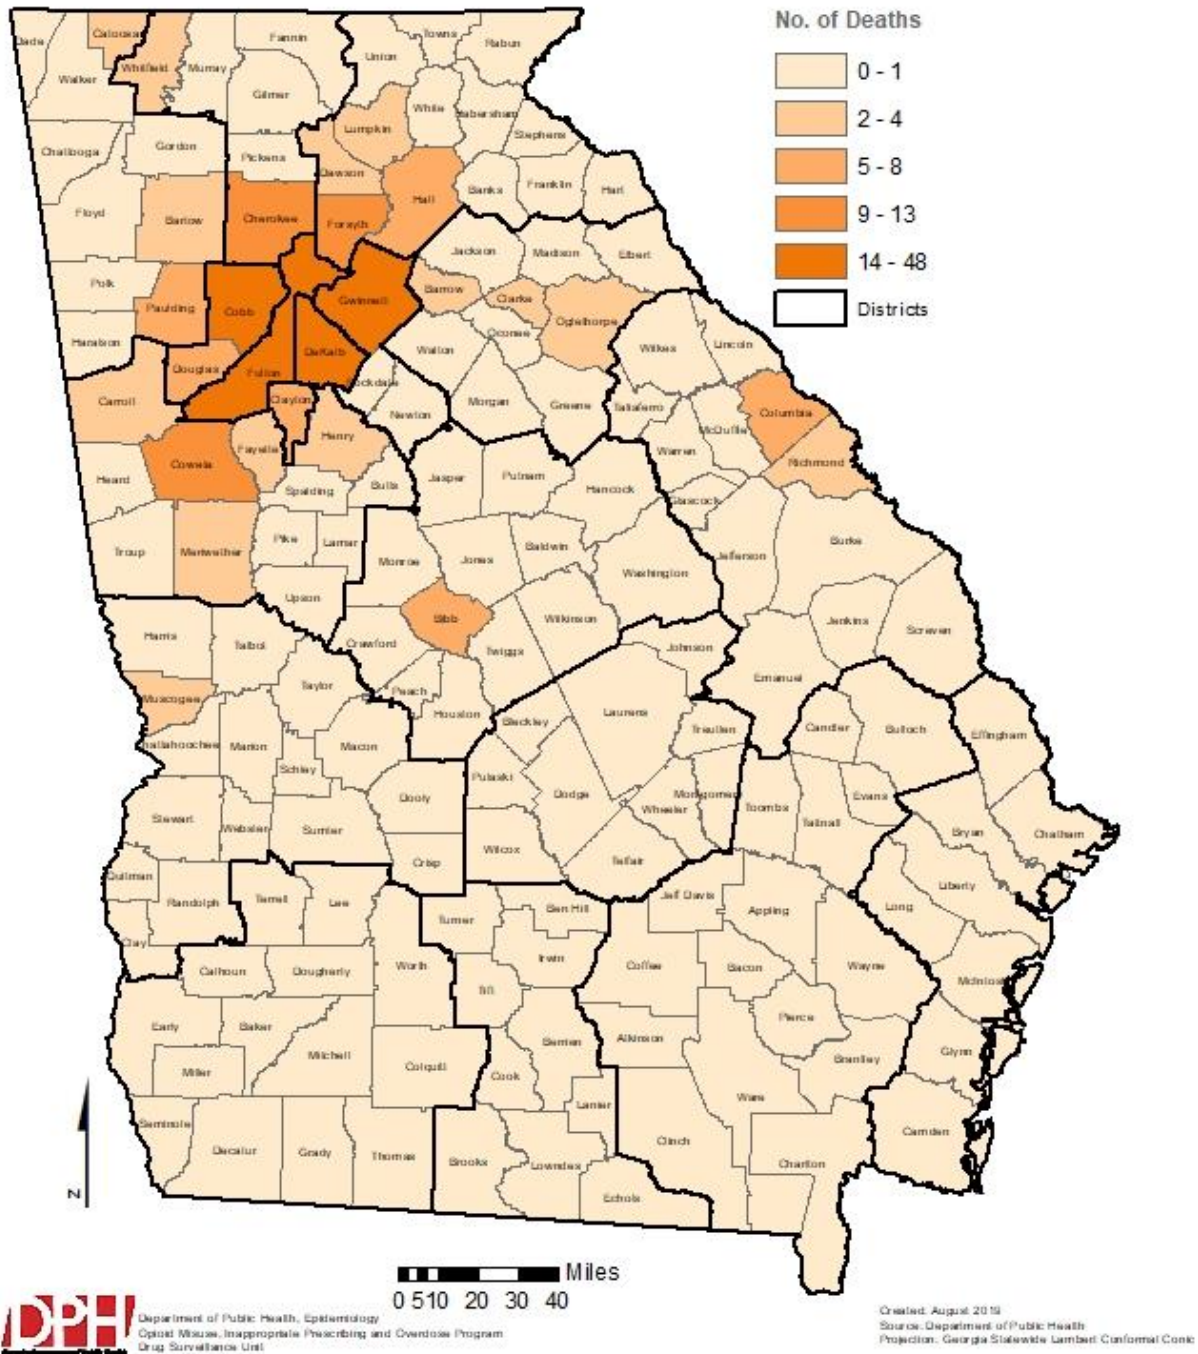 No. of Deaths
0 - 1
2 - 4
5 - 8
9 - 13
14 - 48
Districts
Dade
Catoosa
Whitfield
Murray
Fannin
Union
Towns
Rabun
Walker
Gilmer
White
Habersham
Lumpkin
Stephens
Chattooga
Gordon
Pickens
Dawson
Hall
Banks
Franklin
Hart
Floyd
Bartow
Cherokee
Forsyth
Jackson
Madison
Elbert
Polk
Paulding
Cobb
Gwinnett
Barrow
Clarke
Oglethorpe
Oconee
Haralson
Douglas
Fulton
DeKalb
Walton
Wilkes
Lincoln
Rockdale
Carroll
Clayton
Newton
Morgan
Greene
Taliaferro
McDuffie
Columbia
Henry
Fayette
Coweta
Heard
Spalding
Butts
Jasper
Putnam
Hancock
Warren
Richmond
Glascock
Troup
Meriwether
Pike
Lamar
Monroe
Jones
Baldwin
Washington
Jefferson
Burke
Upson
Bibb
Wilkinson
Jenkins
Screven
Harris
Talbot
Crawford
Twiggs
Johnson
Emanuel
Muscogee
Taylor
Peach
Houston
Bleckley
Laurens
Treutlen
Candler
Bulloch
Effingham
Chattahoochee
Marion
Schley
Macon
Pulaski
Dodge
Dooly
Wheeler
Montgomery
Toombs
Tattnall
Evans
Stewart
Webster
Sumter
Crisp
Wilcox
Telfair
Bryan
Chatham
Quitman
Randolph
Terrell
Lee
Turner
Ben Hill
Jeff Davis
Appling
Long
Liberty
Clay
Calhoun
Dougherty
Worth
Tift
Irwin
Coffee
Bacon
Wayne
McIntosh
Early
Baker
Miller
Mitchell
Colquitt
Berrien
Cook
Atkinson
Pierce
Brantley
Glynn
Lanier
Ware
Camden
Seminole
Decatur
Grady
Thomas
Brooks
Lowndes
Echols
Clinch
Charlton
N
Miles
0 5 10 20 30 40
DPH
Department of Public Health, Epidemiology
Opioid Misuse, Inappropriate Prescribing and Overdose Program
Drug Surveillance Unit
Created: August
Source: Department of Public Health
Projection: Georgia Statewide Lambert Conformal Conic